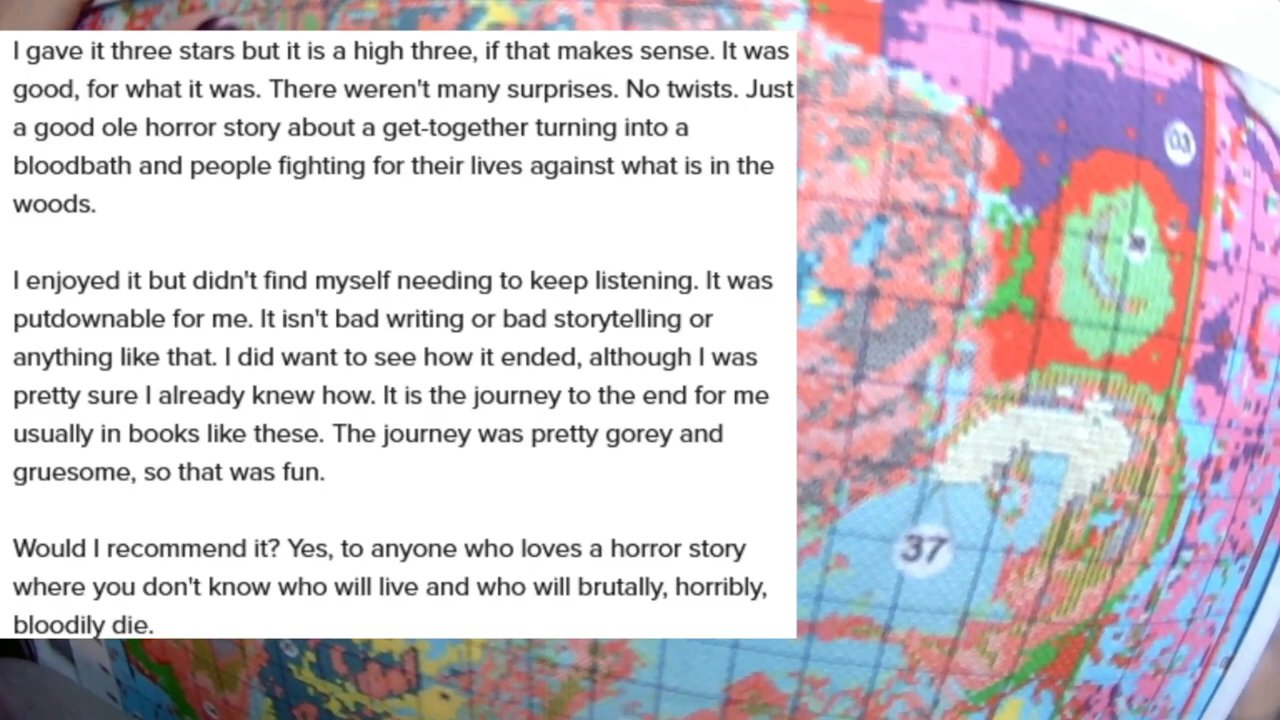 I gave it three stars but it is a high three, if that makes sense. It was
good, for what it was. There weren't many surprises. No twists. Just
a good ole horror story about a get-together turning into a
bloodbath and people fighting for their lives against what is in the
woods.
I enjoyed it but didn't find myself needing to keep listening. It was
putdownable for me. It isn't bad writing or bad storytelling or
anything like that. I did want to see how it ended, although I was
pretty sure I already knew how. It is the journey to the end for me
usually in books like these. The journey was pretty gorey and
gruesome, so that was fun.
Would I recommend it? Yes, to anyone who loves a horror story
where you don't know who will live and who will brutally, horribly,
bloodily die.
37